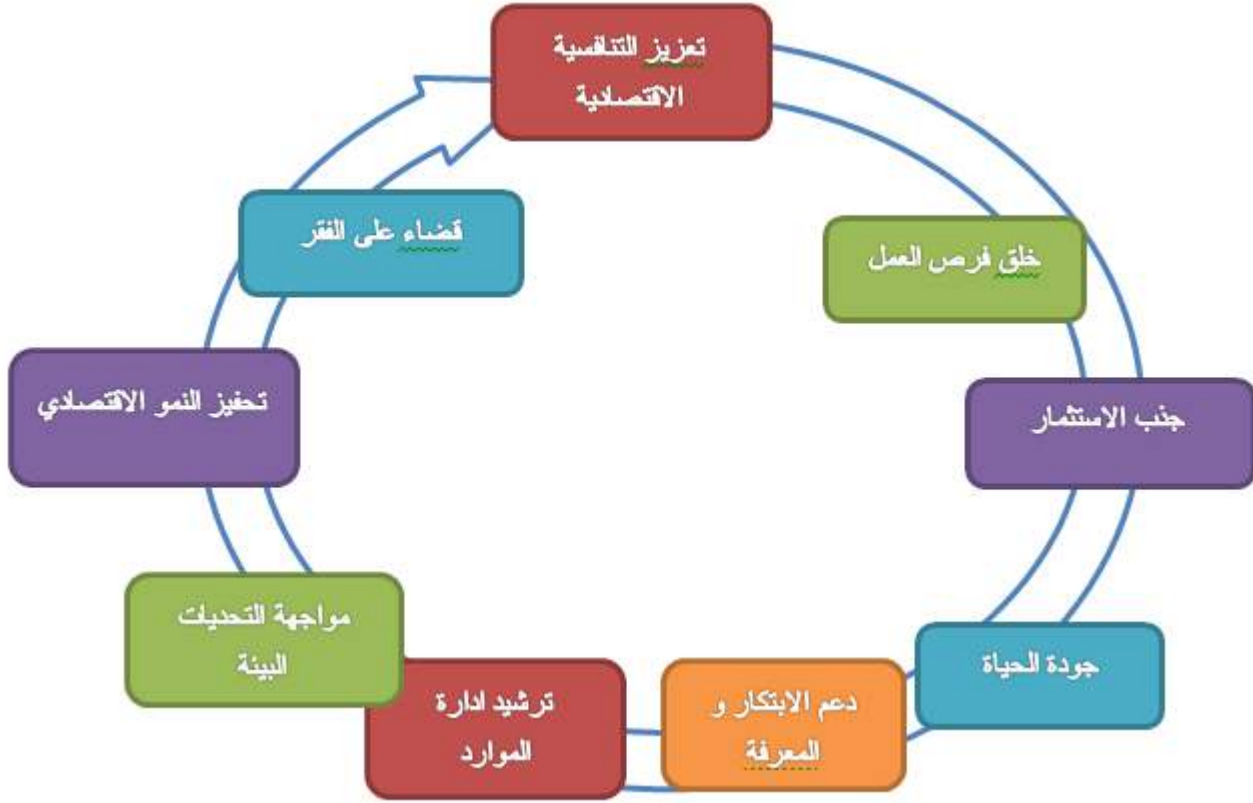 تعزيز التنافسية
الاقتصادية
خلق فرص العمل
جذب الاستثمار
جودة الحياة
دعم الابتكار و
المعرفة
ترشيد ادارة
الموارد
مواجهة التحديات
البيئة
تحفيز النمو الاقتصادي
قضاء على الفقر